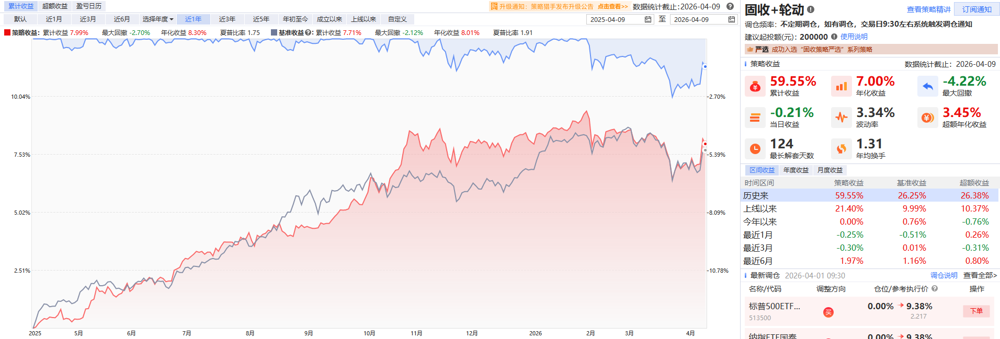 累计收益 超额收益 盈亏日历
新 升级通知：策略猎手发布升级公告 点击查看>> 数据统计截止:2026-04-09
默认 近1月 近3月 近6月 选择年度 近1年 近3年 近5年 年初至今 成立以来 上线以来 自定义
2025-04-09 至 2026-04-09
策略收益：累计收益 7.99% 最大回撤 -2.70% 年化收益 8.30% 夏普比率 1.75 基准收益：累计收益 7.71% 最大回撤 -2.12% 年化收益 8.01% 夏普比率 1.91
10.04%
7.53%
5.02%
2.51%
-2.70%
-5.39%
-8.09%
-10.78%
2025 5月 6月 7月 8月 9月 10月 11月 12月 2026 2月 3月 4月
固收+轮动 查看策略精讲 订阅通知
调仓频率：不定期调仓，如有调仓，交易日9:30左右系统触发调仓通知
建议起投额(元)：200000 使用说明
严选 成功入选“固收策略严选”系列策略
策略收益 数据统计截止：2026-04-09
59.55% 7.00% -4.22%
累计收益 年化收益 最大回撤
-0.21% 3.34% 3.45%
当日收益 波动率 超额年化收益
124 1.31
最长解套天数 年均换手
区间收益 年度收益 月度收益
时间区间 策略收益 基准收益 超额收益
历史来 59.55% 26.25% 26.38%
上线以来 21.40% 9.99% 10.37%
今年以来 0.00% 0.76% -0.76%
最近1月 -0.25% -0.51% 0.26%
最近3月 -0.30% 0.01% -0.31%
最近6月 1.97% 1.16% 0.80%
最新调仓 2026-04-01 09:30 调仓说明 查看全部>
名称/代码 调整方向 仓位/参考执行价 操作
标普500ETF... 买 0.00% 9.38% 下单
513500 2.217
纳指ETF国泰 0.00% 9.38%